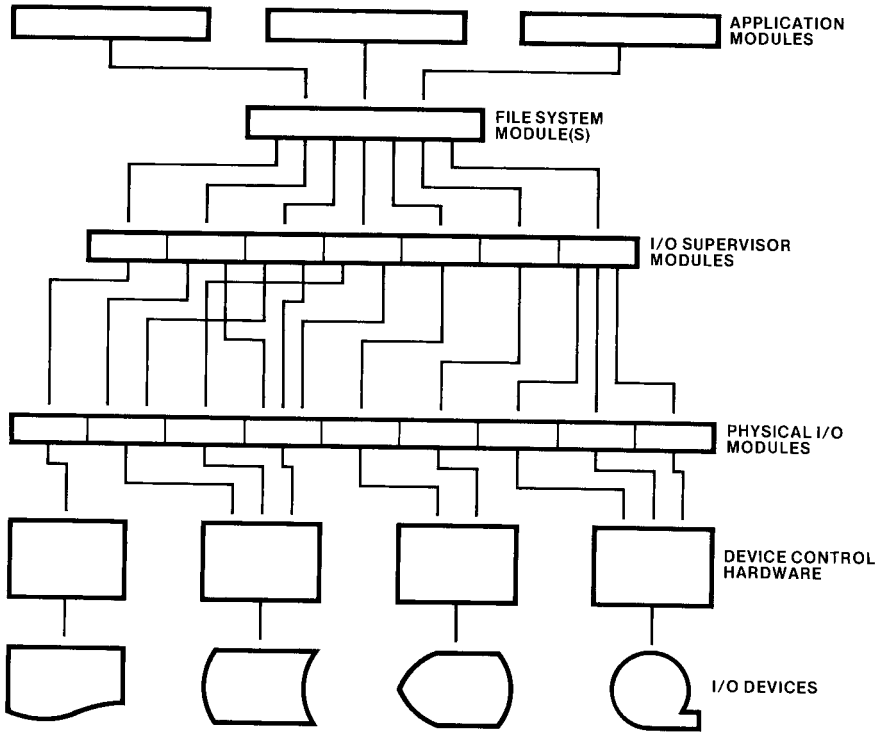 APPLICATION
MODULES
FILE SYSTEM
MODULE(S)
I/O SUPERVISOR
MODULES
PHYSICAL I/O
MODULES
DEVICE CONTROL
HARDWARE
I/O DEVICES